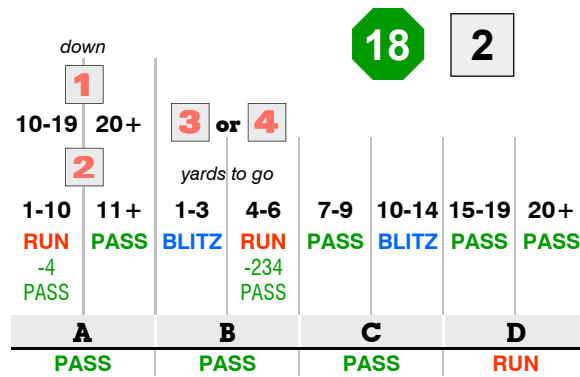 18 2
down
1
10-19 20+ 3 or 4
2 yards to go
1-10 11+ 1-3 4-6 7-9 10-14 15-19 20+
RUN PASS BLITZ RUN PASS BLITZ PASS PASS
-4 -234
PASS PASS
A B C D
PASS PASS PASS RUN